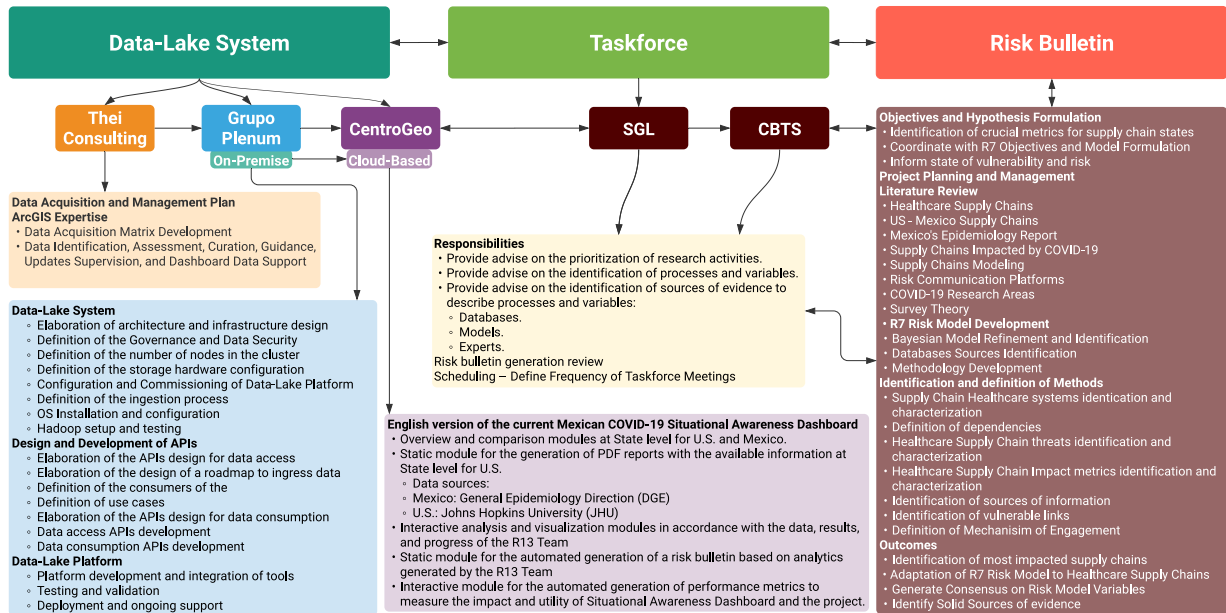 Data-Lake System
Taskforce
Risk Bulletin
Thei
Consulting
Grupo
Plenum
On-Premise
CentroGeo
Cloud-Based
SGL
CBTS
Data Acquisition and Management Plan
ArcGIS Expertise
• Data Acquisition Matrix Development
• Data Identification, Assessment, Curation, Guidance,
Updates Supervision, and Dashboard Data Support
Data-Lake System
◦ Elaboration of architecture and infrastructure design
◦ Definition of the Governance and Data Security
◦ Definition of the number of nodes in the cluster
◦ Definition of the storage hardware configuration
◦ Configuration and Commissioning of Data-Lake Platform
◦ Definition of the ingestion process
◦ OS Installation and configuration
◦ Hadoop setup and testing
Design and Development of APIs
◦ Elaboration of the APIs design for data access
◦ Elaboration of the design of a roadmap to ingress data
◦ Definition of the consumers of the
◦ Definition of use cases
◦ Elaboration of the APIs design for data consumption
◦ Data access APIs development
◦ Data consumption APIs development
Data-Lake Platform
◦ Platform development and integration of tools
◦ Testing and validation
◦ Deployment and ongoing support
Responsibilities
• Provide advise on the prioritization of research activities.
• Provide advise on the identification of processes and variables.
• Provide advise on the identification of sources of evidence to
describe processes and variables:
◦ Databases.
◦ Models.
◦ Experts.
Risk bulletin generation review
Scheduling – Define Frequency of Taskforce Meetings
English version of the current Mexican COVID-19 Situational Awareness Dashboard
• Overview and comparison modules at State level for U.S. and Mexico.
• Static module for the generation of PDF reports with the available information at
State level for U.S.
◦ Data sources:
◦ Mexico: General Epidemiology Direction (DGE)
◦ U.S.: Johns Hopkins University (JHU)
• Interactive analysis and visualization modules in accordance with the data, results,
and progress of the R13 Team
• Static module for the automated generation of a risk bulletin based on analytics
generated by the R13 Team
• Interactive module for the automated generation of performance metrics to
measure the impact and utility of Situational Awareness Dashboard and the project.
Objectives and Hypothesis Formulation
• Identification of crucial metrics for supply chain states
• Coordinate with R7 Objectives and Model Formulation
• Inform state of vulnerability and risk
Project Planning and Management
Literature Review
• Healthcare Supply Chains
• US - Mexico Supply Chains
• Mexico's Epidemiology Report
• Supply Chains Impacted by COVID-19
• Supply Chains Modeling
• Risk Communication Platforms
• COVID-19 Research Areas
• Survey Theory
• R7 Risk Model Development
• Bayesian Model Refinement and Identification
• Databases Sources Identification
• Methodology Development
Identification and definition of Methods
• Supply Chain Healthcare systems identication and
characterization
• Definition of dependencies
• Healthcare Supply Chain threats identification and
characterization
• Healthcare Supply Chain Impact metrics identification and
characterization
• Identification of sources of information
• Identification of vulnerable links
• Definition of Mechanisim of Engagement
Outcomes
• Identification of most impacted supply chains
• Adaptation of R7 Risk Model to Healthcare Supply Chains
• Generate Consensus on Risk Model Variables
• Identify Solid Sources of evidence